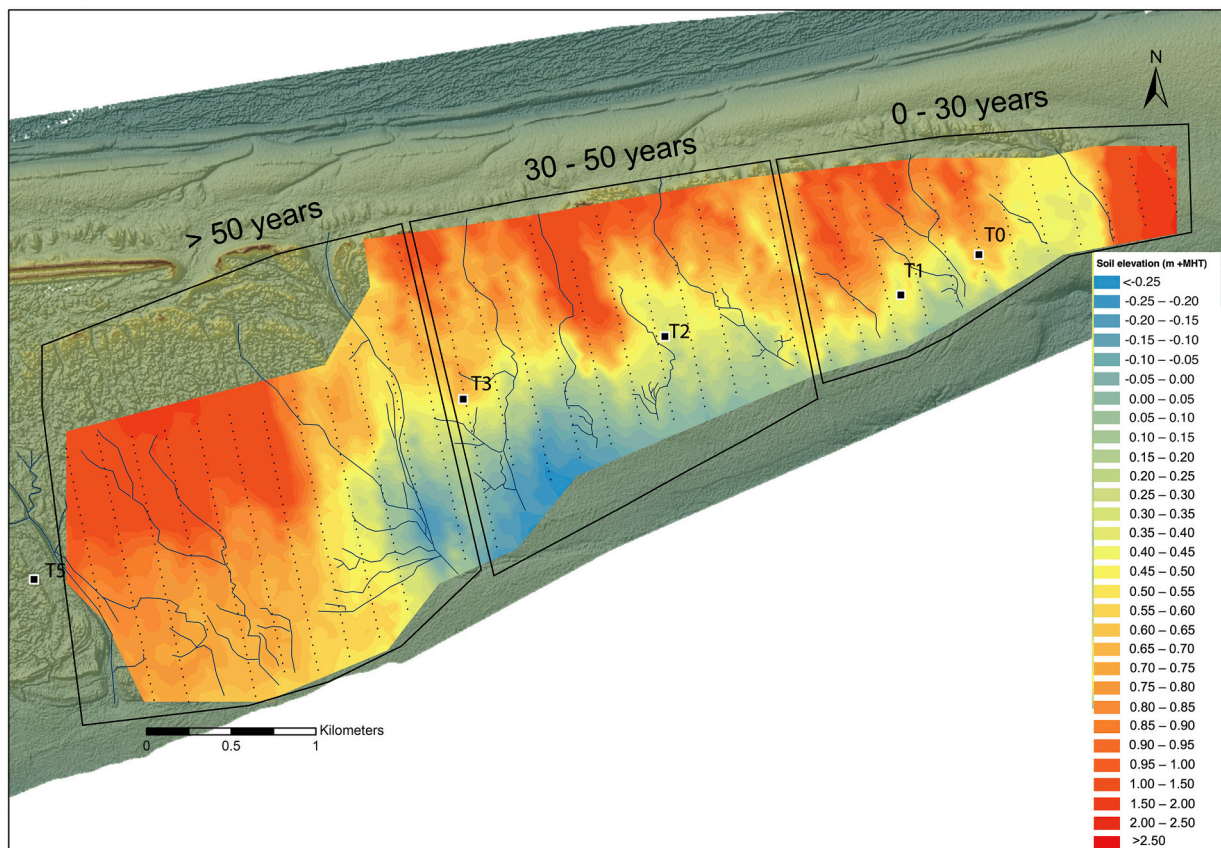 N
0 - 30 years
30 - 50 years
> 50 years
T0
T1
T2
T3
T5
Soil elevation (m +MHT)
<-0.25
-0.25 – -0.20
-0.20 – -0.15
-0.15 – -0.10
-0.10 – -0.05
-0.05 – 0.00
0.00 – 0.05
0.05 – 0.10
0.10 – 0.15
0.15 – 0.20
0.20 – 0.25
0.25 – 0.30
0.30 – 0.35
0.35 – 0.40
0.40 – 0.45
0.45 – 0.50
0.50 – 0.55
0.55 – 0.60
0.60 – 0.65
0.65 – 0.70
0.70 – 0.75
0.75 – 0.80
0.80 – 0.85
0.85 – 0.90
0.90 – 0.95
0.95 – 1.00
1.00 – 1.50
1.50 – 2.00
2.00 – 2.50
>2.50
Kilometers
0 0.5 1